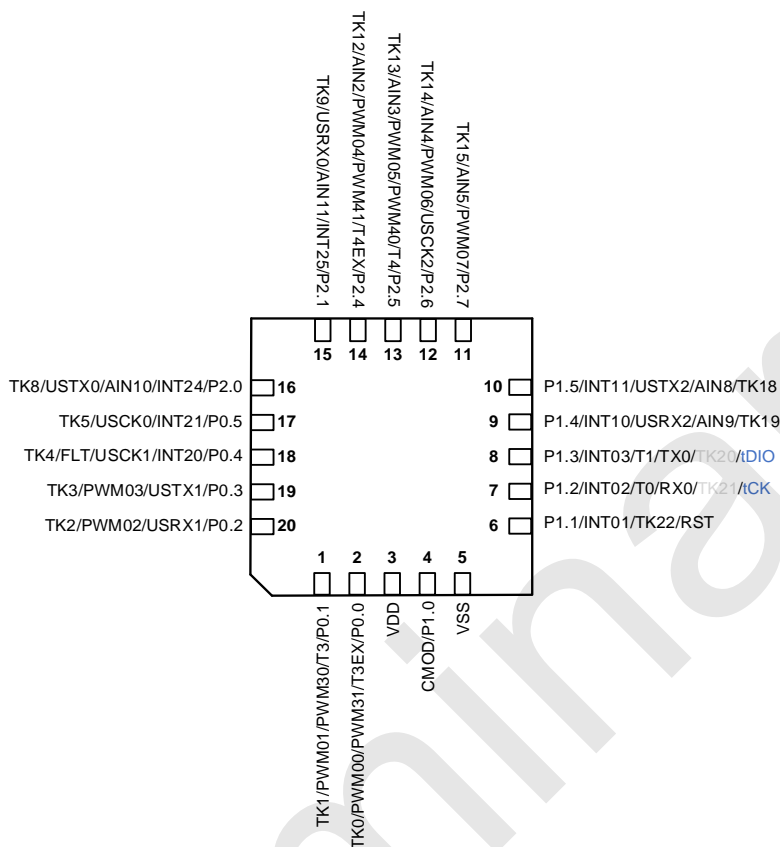 TK9/USRX0/AIN11/INT25/P2.1
TK12/AIN2/PWM04/PWM41/T4EX/P2.4
TK13/AIN3/PWM05/PWM40/T4/P2.5
TK14/AIN4/PWM06/USCK2/P2.6
TK15/AIN5/PWM07/P2.7
15 14 13 12 11
TK8/USTX0/AIN10/INT24/P2.0 16
10 P1.5/INT11/USTX2/AIN8/TK18
TK5/USCK0/INT21/P0.5 17
9 P1.4/INT10/USRX2/AIN9/TK19
TK4/FLT/USCK1/INT20/P0.4 18
8 P1.3/INT03/T1/TX0/TK20/tDIO
TK3/PWM03/USTX1/P0.3 19
7 P1.2/INT02/T0/RX0/TK21/tCK
TK2/PWM02/USRX1/P0.2 20
6 P1.1/INT01/TK22/RST
1 2 3 4 5
TK1/PWM01/PWM30/T3/P0.1
TK0/PWM00/PWM31/T3EX/P0.0
VDD
CMOD/P1.0
VSS